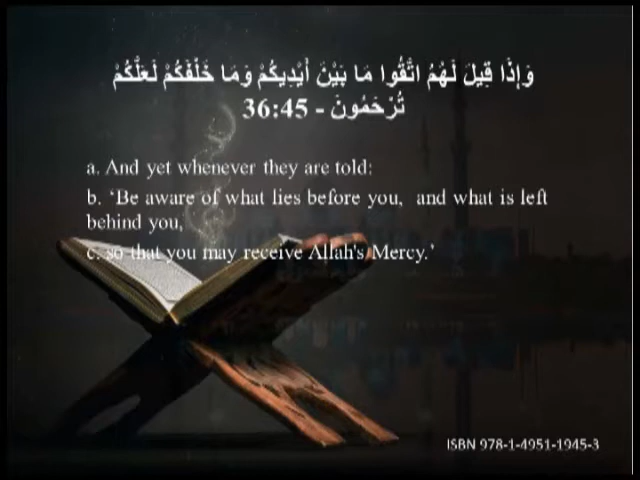 وَإِذَا قِيلَ لَهُمُ اتَّقُوا مَا بَيْنَ أَيْدِيكُمْ وَمَا خَلْفَكُمْ لَعَلَّكُمْ
تُرْحَمُونَ - 36:45
a. And yet whenever they are told:
b. ‘Be aware of what lies before you,  and what is left
behind you,
c. so that you may receive Allah's Mercy.’
ISBN 978-1-4951-1945-3